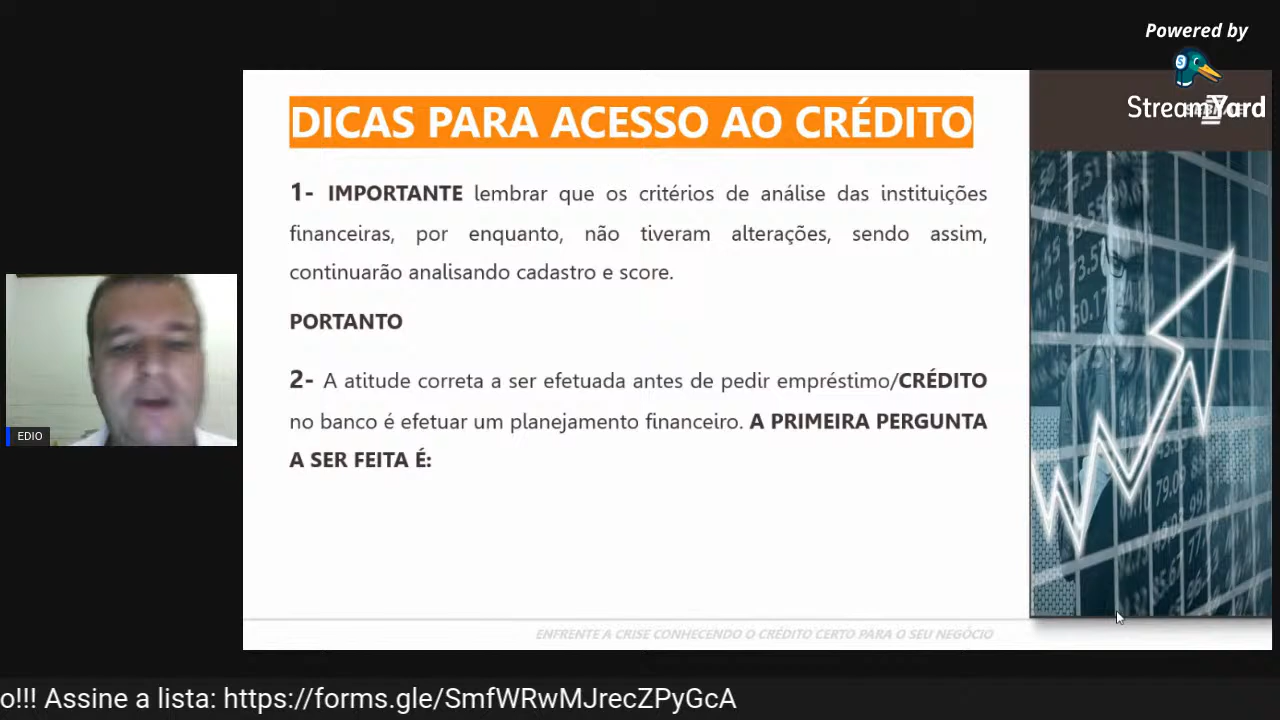 Powered by
StreamYard
DICAS PARA ACESSO AO CRÉDITO
1- IMPORTANTE lembrar que os critérios de análise das instituições
financeiras, por enquanto, não tiveram alterações, sendo assim,
continuarão analisando cadastro e score.
PORTANTO
2- A atitude correta a ser efetuada antes de pedir empréstimo/CRÉDITO
no banco é efetuar um planejamento financeiro. A PRIMEIRA PERGUNTA
A SER FEITA É:
EDIO
ENFRENTE A CRISE CONHECENDO O CRÉDITO CERTO PARA O SEU NEGÓCIO
o!!! Assine a lista: https://forms.gle/SmfWRwMJrecZPyGcA